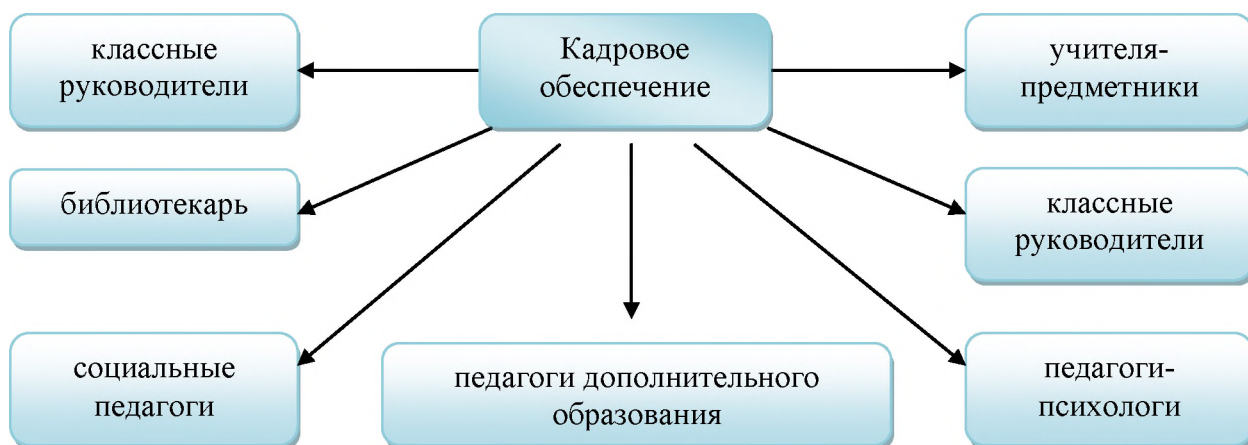 классные
руководители
Кадровое
обеспечение
учителя-
предметники
библиотекарь
классные
руководители
социальные
педагоги
педагоги дополнительного
образования
педагоги-
психологи